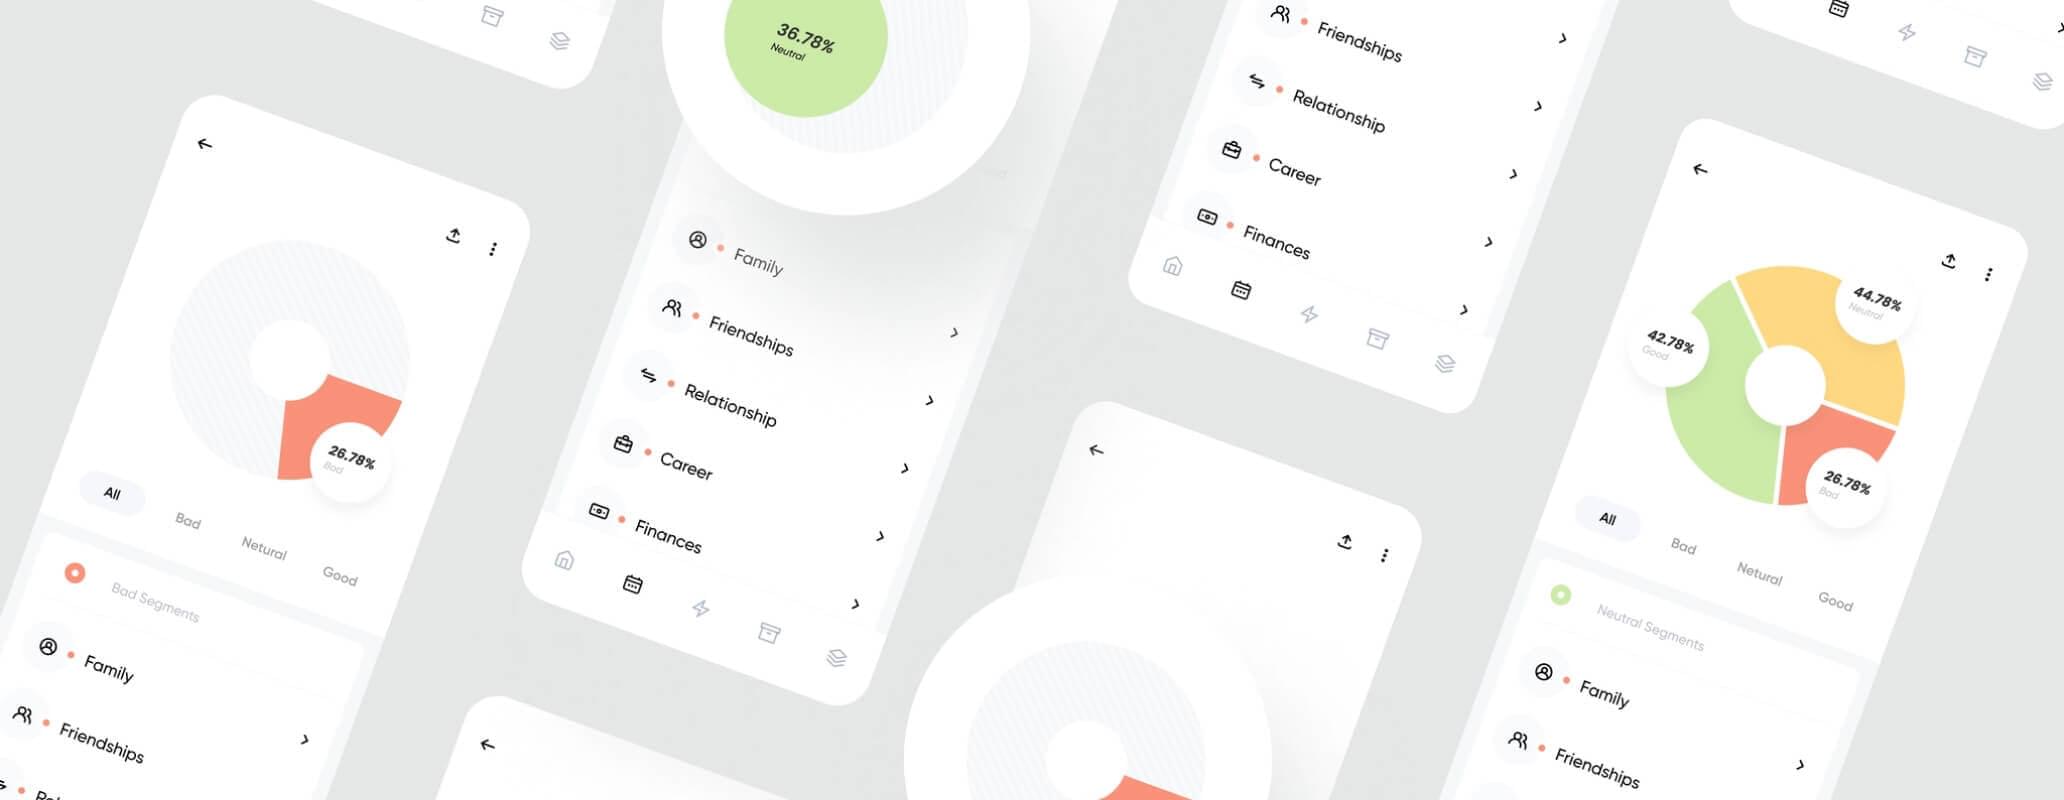 26.78%
Bad
All
Bad
Netural
Good
Bad Segments
Family
Friendships
36.78%
Neutral
Family
Friendships
Relationship
Career
Finances
Friendships
Relationship
Career
Finances
44.78%
Neutral
42.78%
Good
26.78%
Bad
All
Bad
Netural
Good
Neutral Segments
Family
Friendships